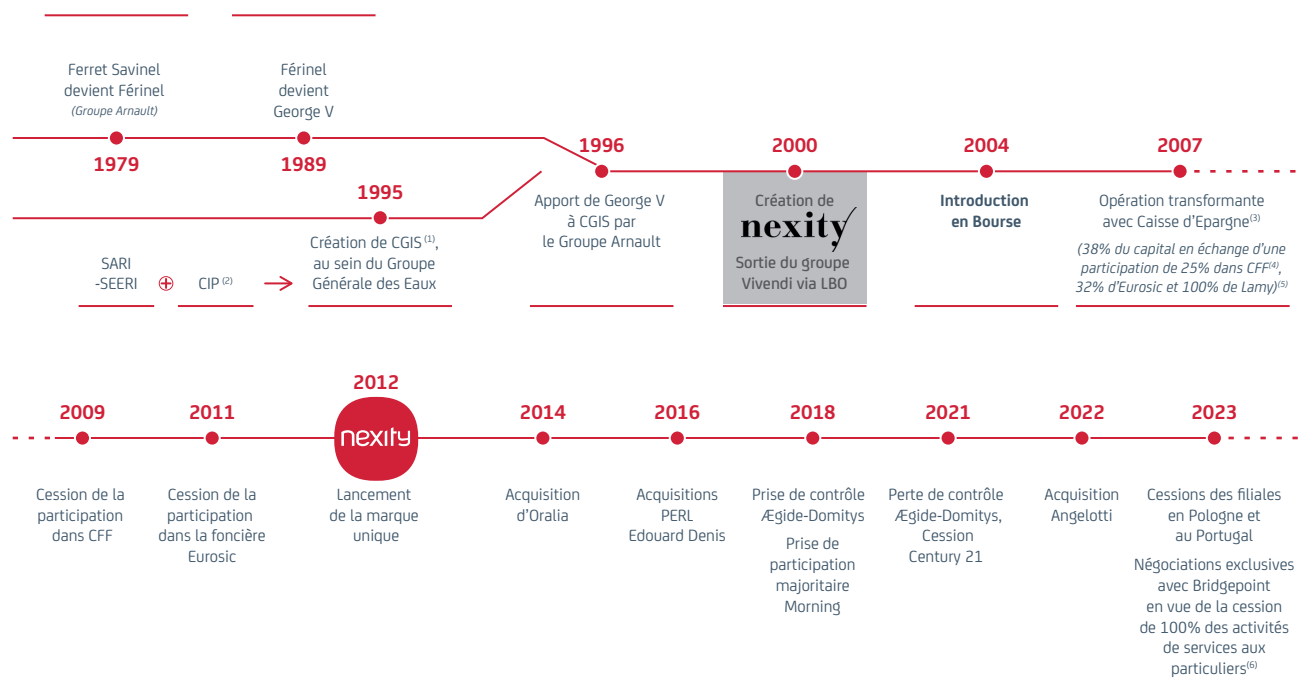 Ferret Savinel
devient Férinel
(Groupe Arnault)
1979
Férinel
devient
George V
1989
1995
Création de CGIS (1),
au sein du Groupe
Générale des Eaux
SARI
-SEERI
CIP (2)
1996
Apport de George V
à CGIS par
le Groupe Arnault
2000
Création de
nexity
Sortie du groupe
Vivendi via LBO
2004
Introduction
en Bourse
2007
Opération transformante
avec Caisse d'Epargne(3)
(38% du capital en échange d'une
participation de 25% dans CFF(4),
32% d'Eurosic et 100% de Lamy)(5)
2009
Cession de la
participation
dans CFF
2011
Cession de la
participation
dans la foncière
Eurosic
2012
nexity
Lancement
de la marque
unique
2014
Acquisition
d'Oralia
2016
Acquisitions
PERL
Edouard Denis
2018
Prise de contrôle
Ægide-Domitys
Prise de
participation
majoritaire
Morning
2021
Perte de contrôle
Ægide-Domitys,
Cession
Century 21
2022
Acquisition
Angelotti
2023
Cessions des filiales
en Pologne et
au Portugal
Négociations exclusives
avec Bridgepoint
en vue de la cession
de 100% des activités
de services aux
particuliers(6)